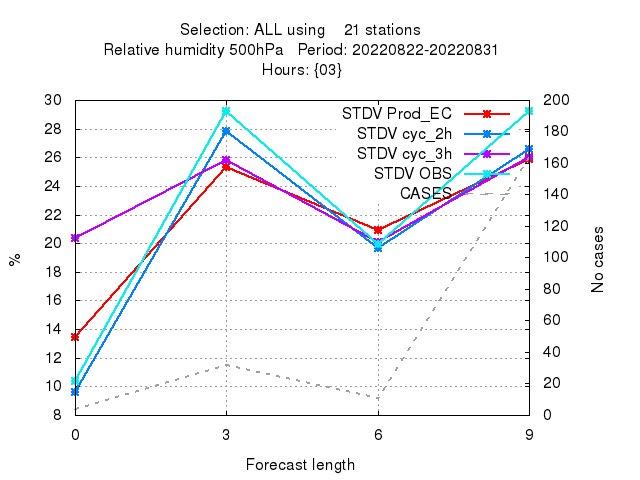 Selection: ALL using    21 stations
Relative humidity 500hPa   Period: 20220822-20220831
Hours: {03}
STDV Prod_EC
STDV cyc_2h
STDV cyc_3h
STDV OBS
CASES
30
28
26
24
22
20
18
16
14
12
10
8
%
200
180
160
140
120
100
80
60
40
20
0
No cases
0 3 6 9
Forecast length